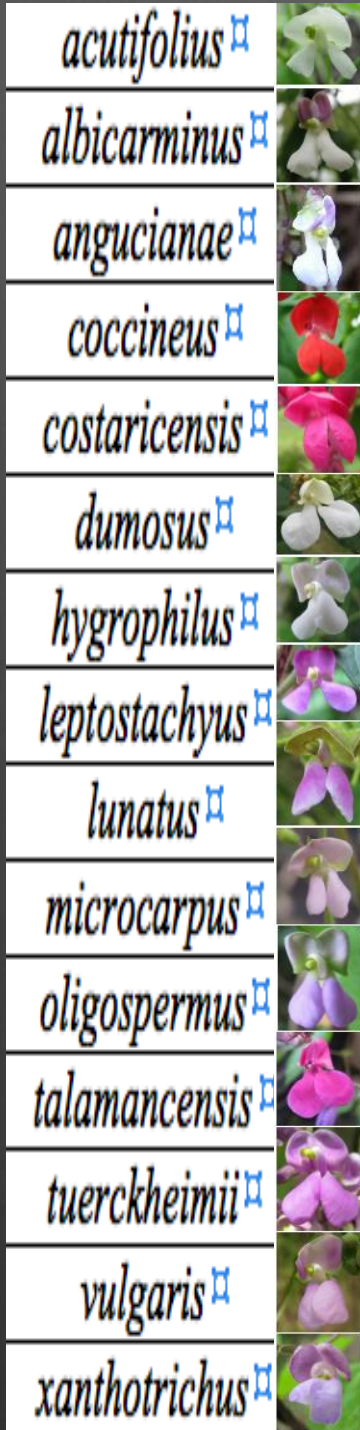 acutifolius ¤
albicarminus ¤
angucianae ¤
coccineus ¤
costaricensis ¤
dumosus ¤
hygrophilus ¤
leptostachyus ¤
lunatus ¤
microcarpus ¤
oligospermus ¤
talamancensis ¤
tuerckheimii ¤
vulgaris ¤
xanthotrichus ¤